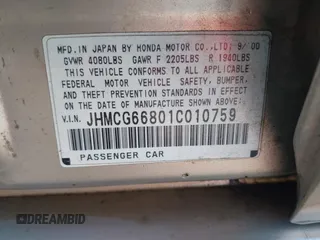 MFD. IN JAPAN BY HONDA MOTOR CO.,LTD. 9/00
GVWR 4080LBS GAWR F 2205LBS R 1940LBS
THIS VEHICLE CONFORMS TO ALL APPLICABLE
FEDERAL MOTOR VEHICLE SAFETY, BUMPER,
AND THEFT PREVENTION STANDARDS IN EFFECT
ON THE DATE OF MANUFACTURE SHOWN ABOVE.
V.I.N. JHMCG66801C010759
PASSENGER CAR
DREAMBID